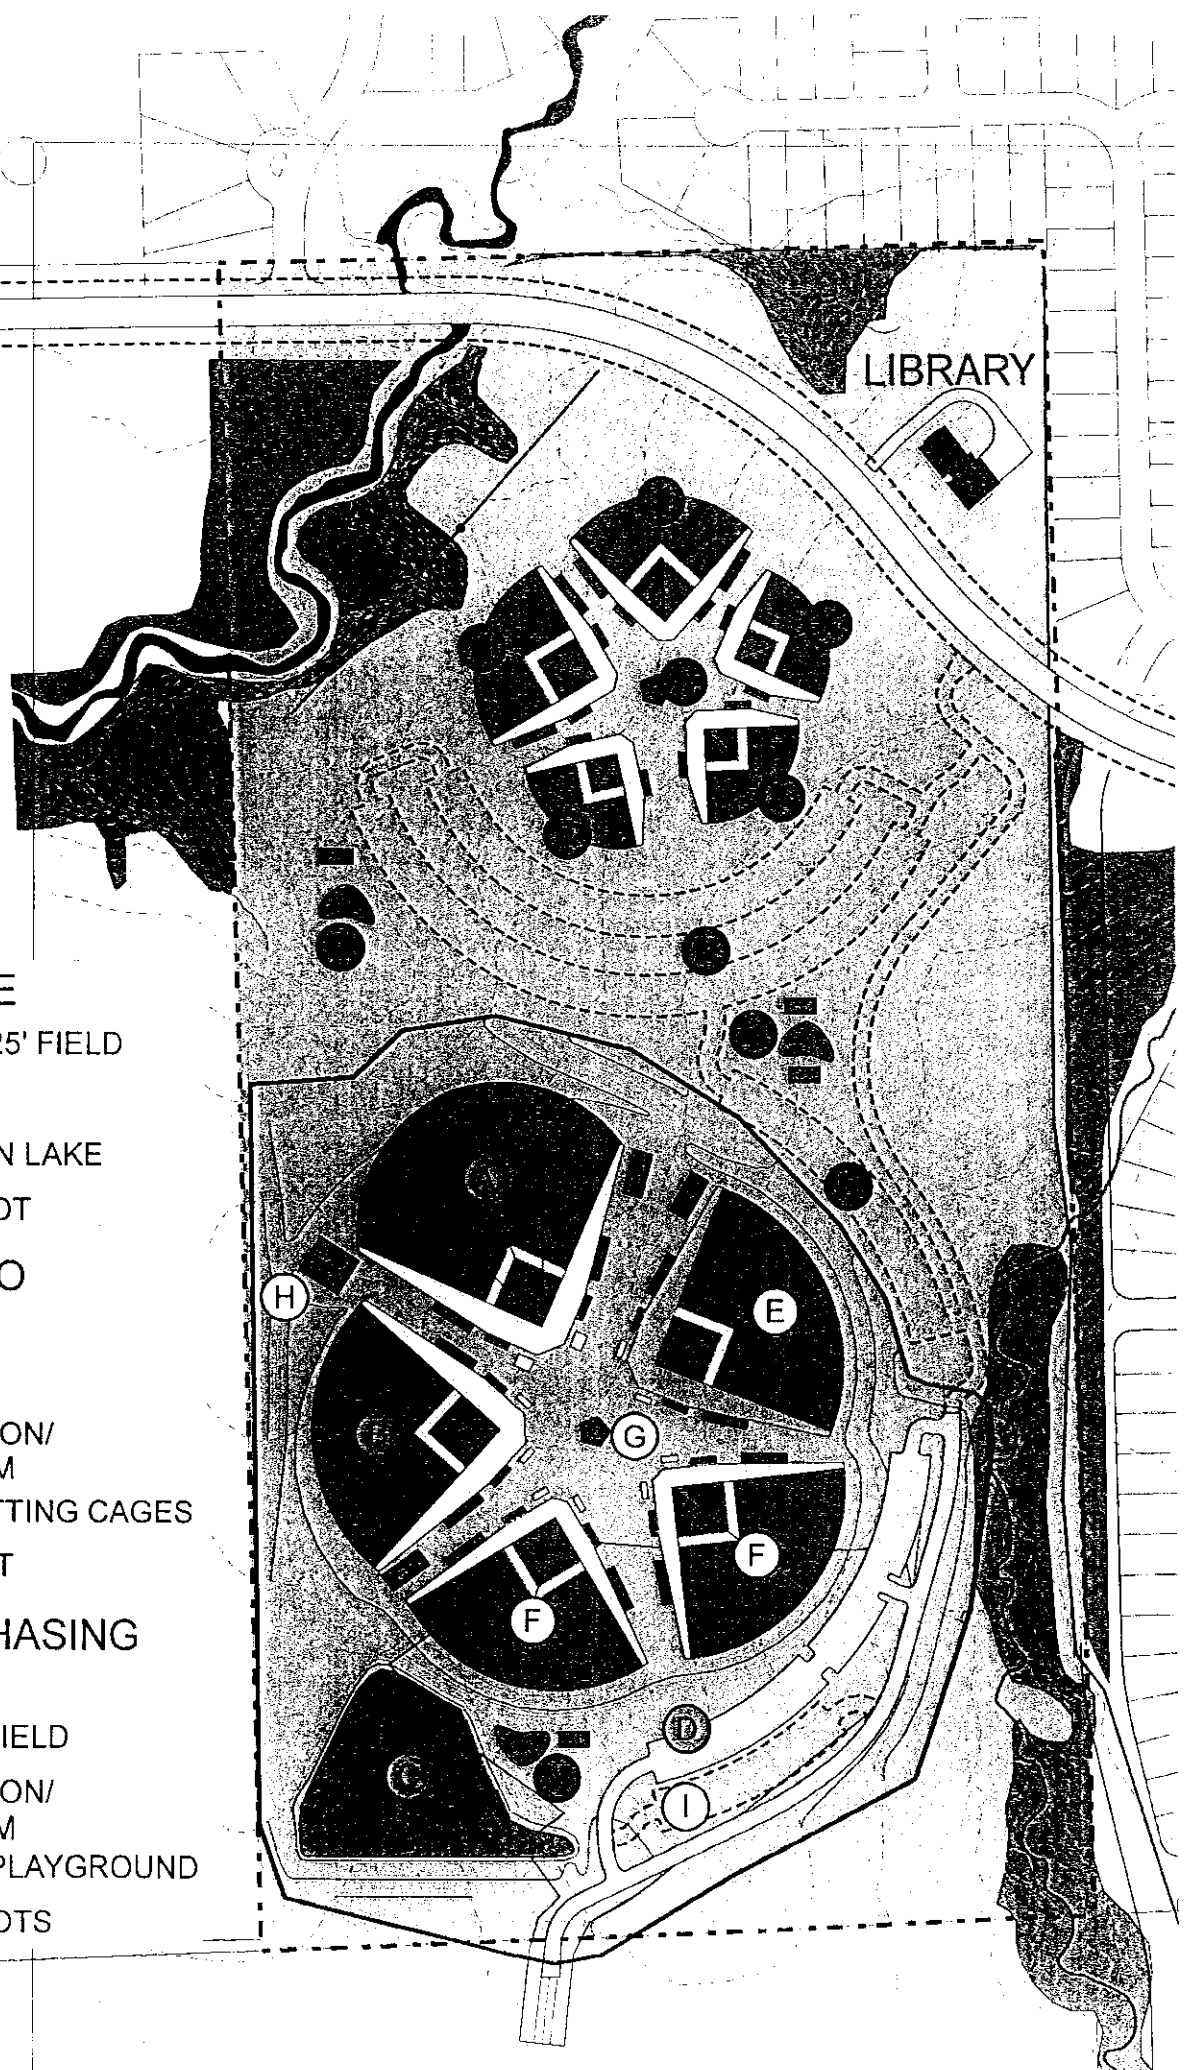 LIBRARY
E
25' FIELD
N LAKE
OT
O
H
E
ON/
M
G
TTING CAGES
T
F
HASING
F
D
IELD
C
ON/
M
I
PLAYGROUND
OTS